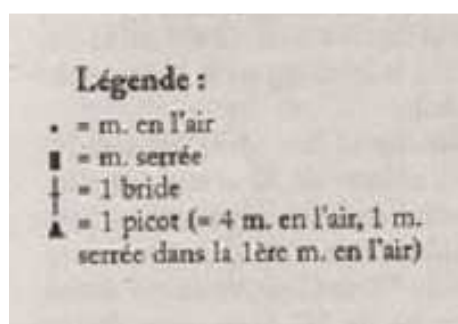 Légende :
• = m. en l'air
▮ = m. serrée
† = 1 bride
▲ = 1 picot (= 4 m. en l'air, 1 m.
serrée dans la 1ère m. en l'air)